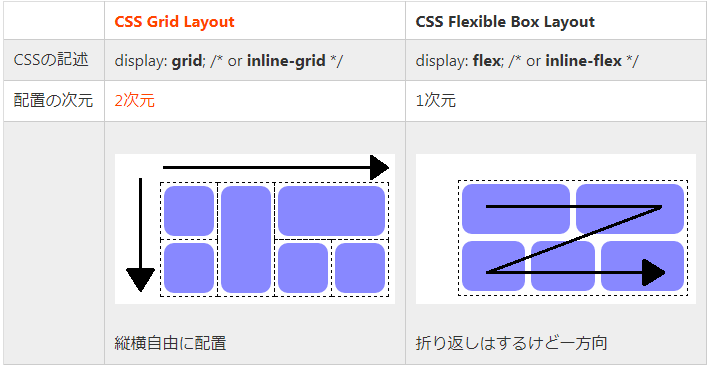 CSS Grid Layout CSS Flexible Box Layout
CSSの記述 display: grid; /* or inline-grid */ display: flex; /* or inline-flex */
配置の次元 2次元 1次元
縦横自由に配置 折り返しはするけど一方向